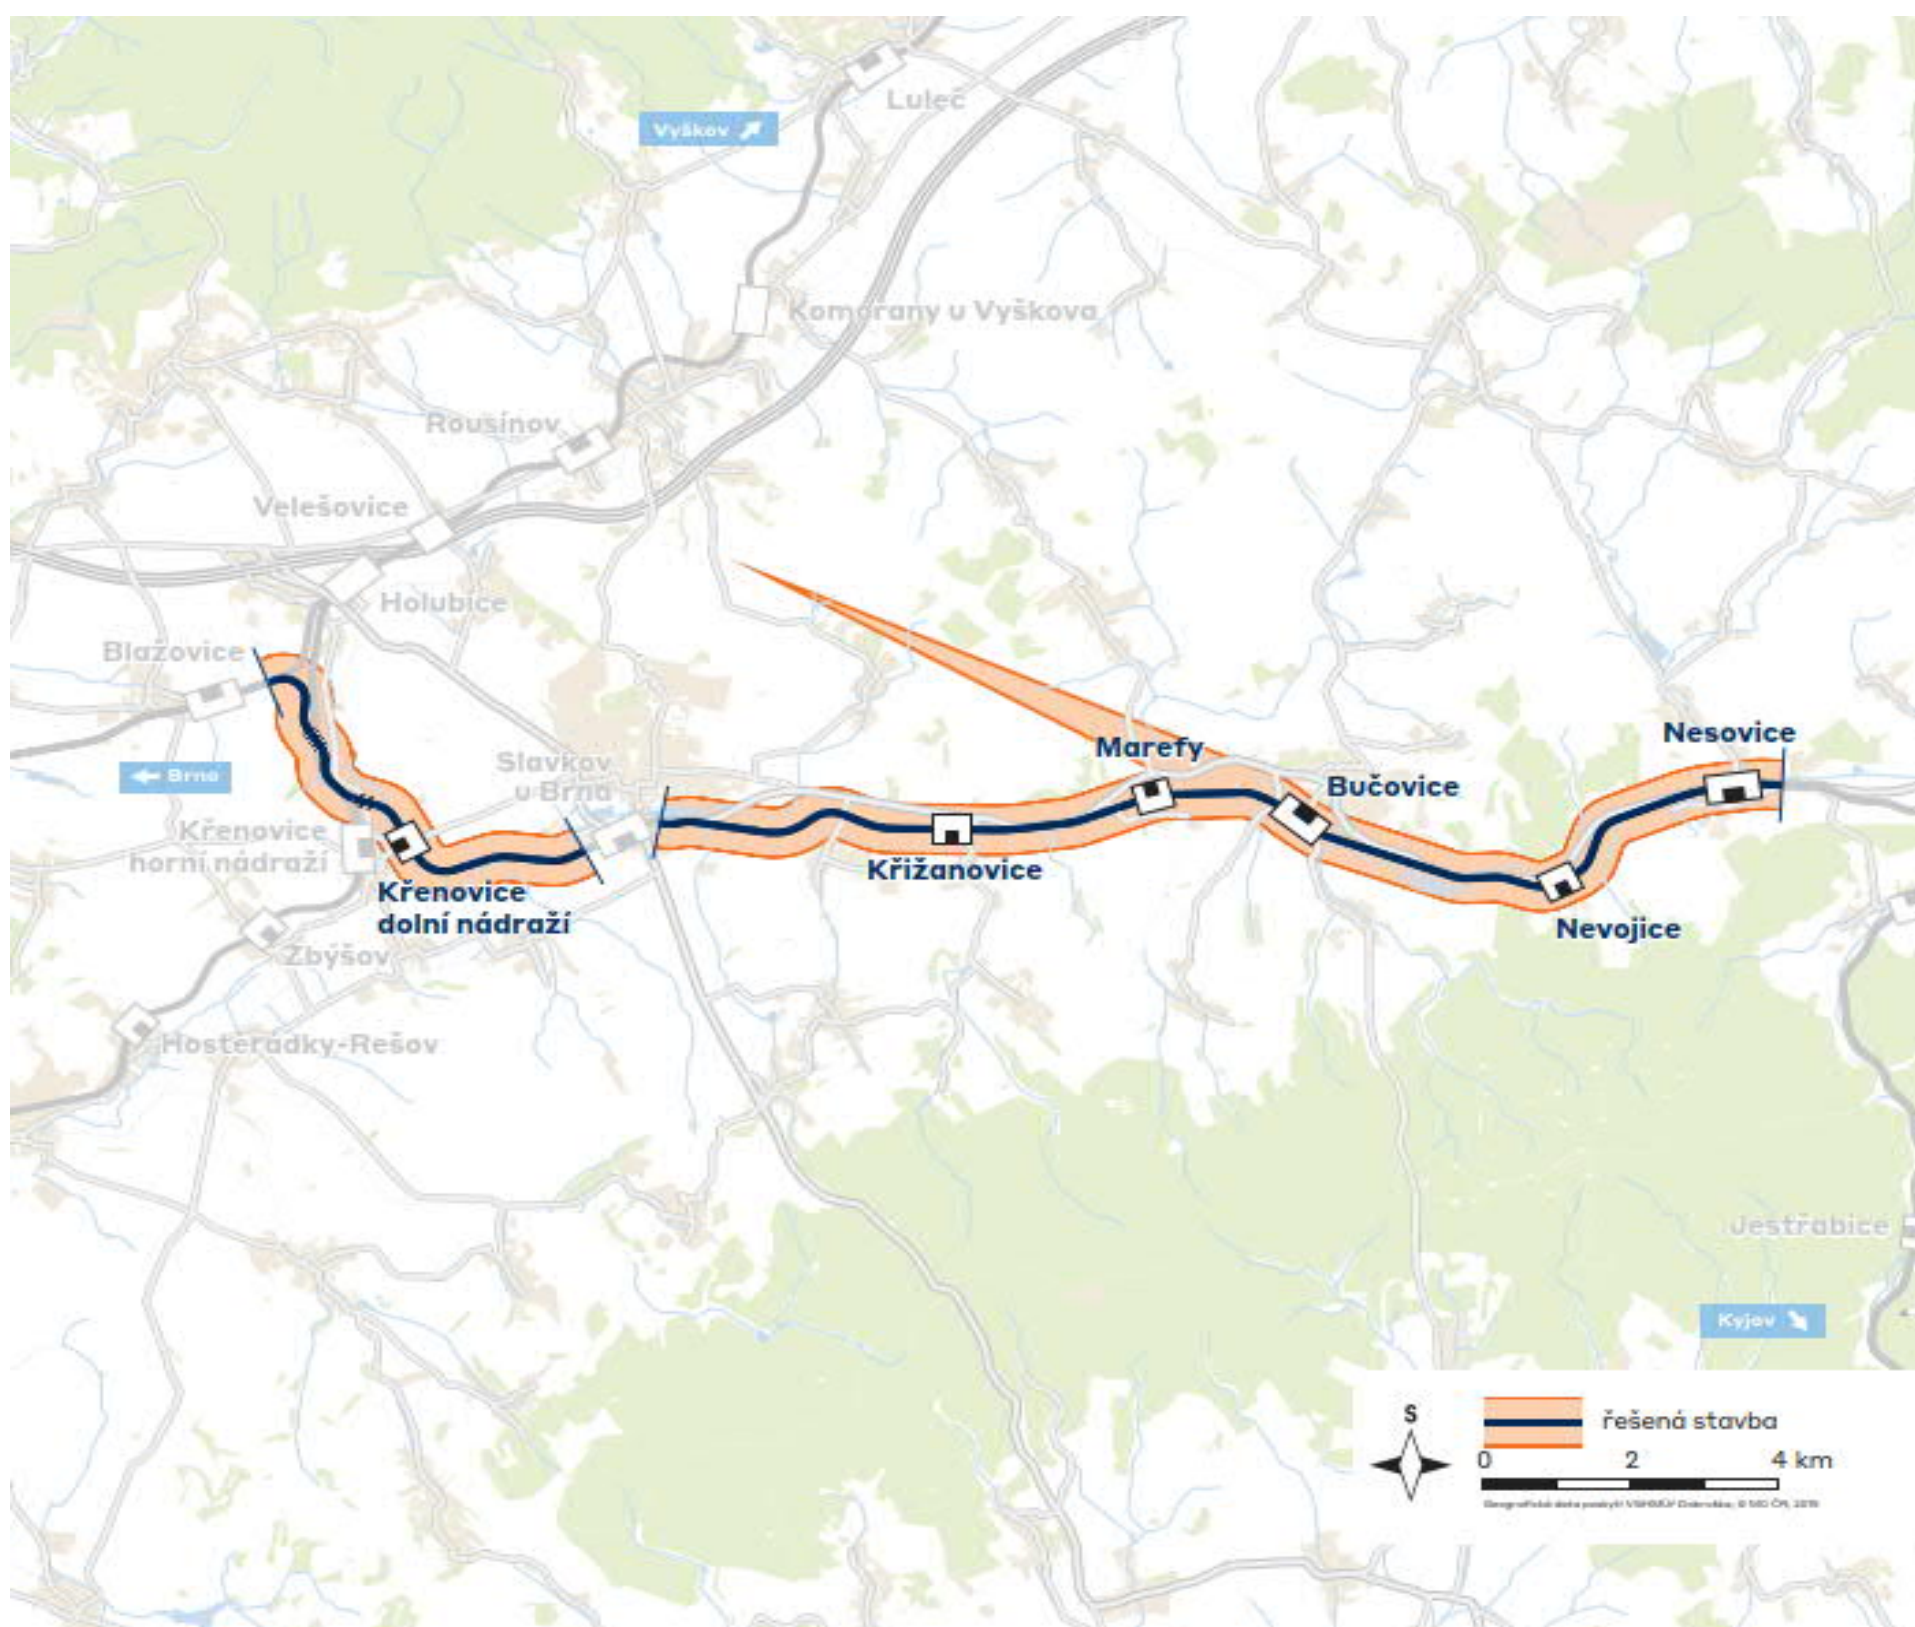 Luleč
Vyškov
Komořany u Vyškova
Rousínov
Velešovice
Holubice
Blažovice
Marefy
Nesovice
Slavkov
u Brna
Brno
Bučovice
Křenovice
horní nádraží
Křižanovice
Křenovice
dolní nádraží
Nevojice
Zbýšov
Hostěrádky-Rešov
Jestřabice
Kyjov
S
řešená stavba
0 2 4 km